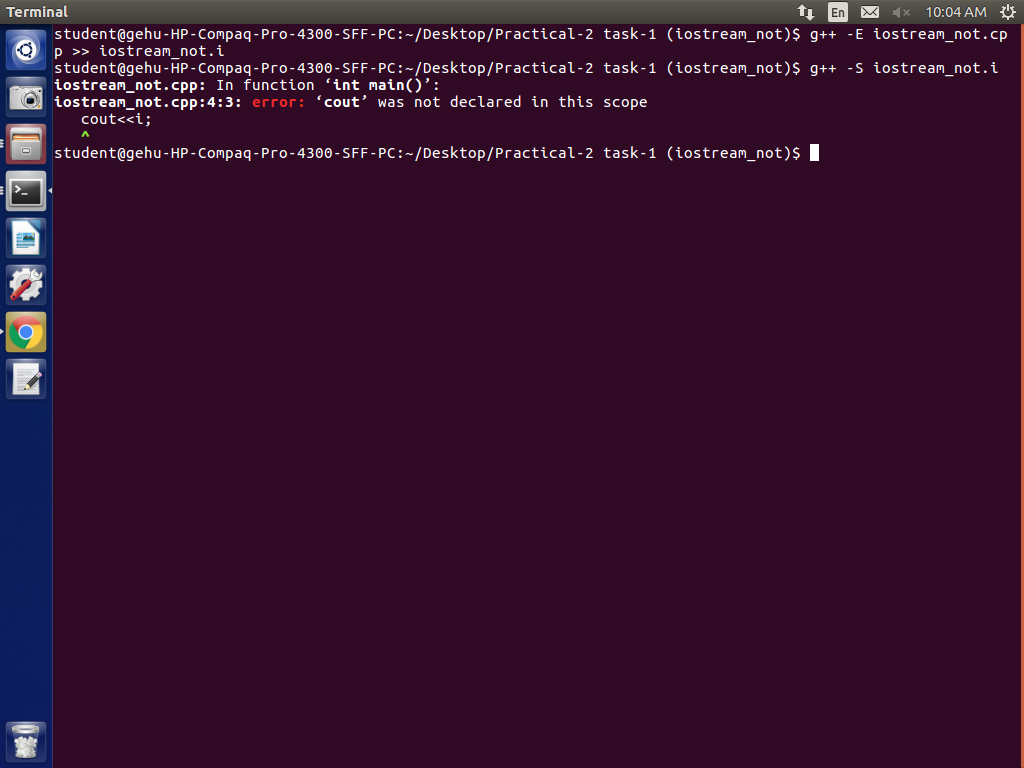 Terminal
En
10:04 AM
student@gehu-HP-Compaq-Pro-4300-SFF-PC:~/Desktop/Practical-2 task-1 (iostream_not)$ g++ -E iostream_not.cp
p >> iostream_not.i
student@gehu-HP-Compaq-Pro-4300-SFF-PC:~/Desktop/Practical-2 task-1 (iostream_not)$ g++ -S iostream_not.i
iostream_not.cpp: In function ‘int main()’:
iostream_not.cpp:4:3: error: ‘cout’ was not declared in this scope
   cout<<i;
   ^
student@gehu-HP-Compaq-Pro-4300-SFF-PC:~/Desktop/Practical-2 task-1 (iostream_not)$